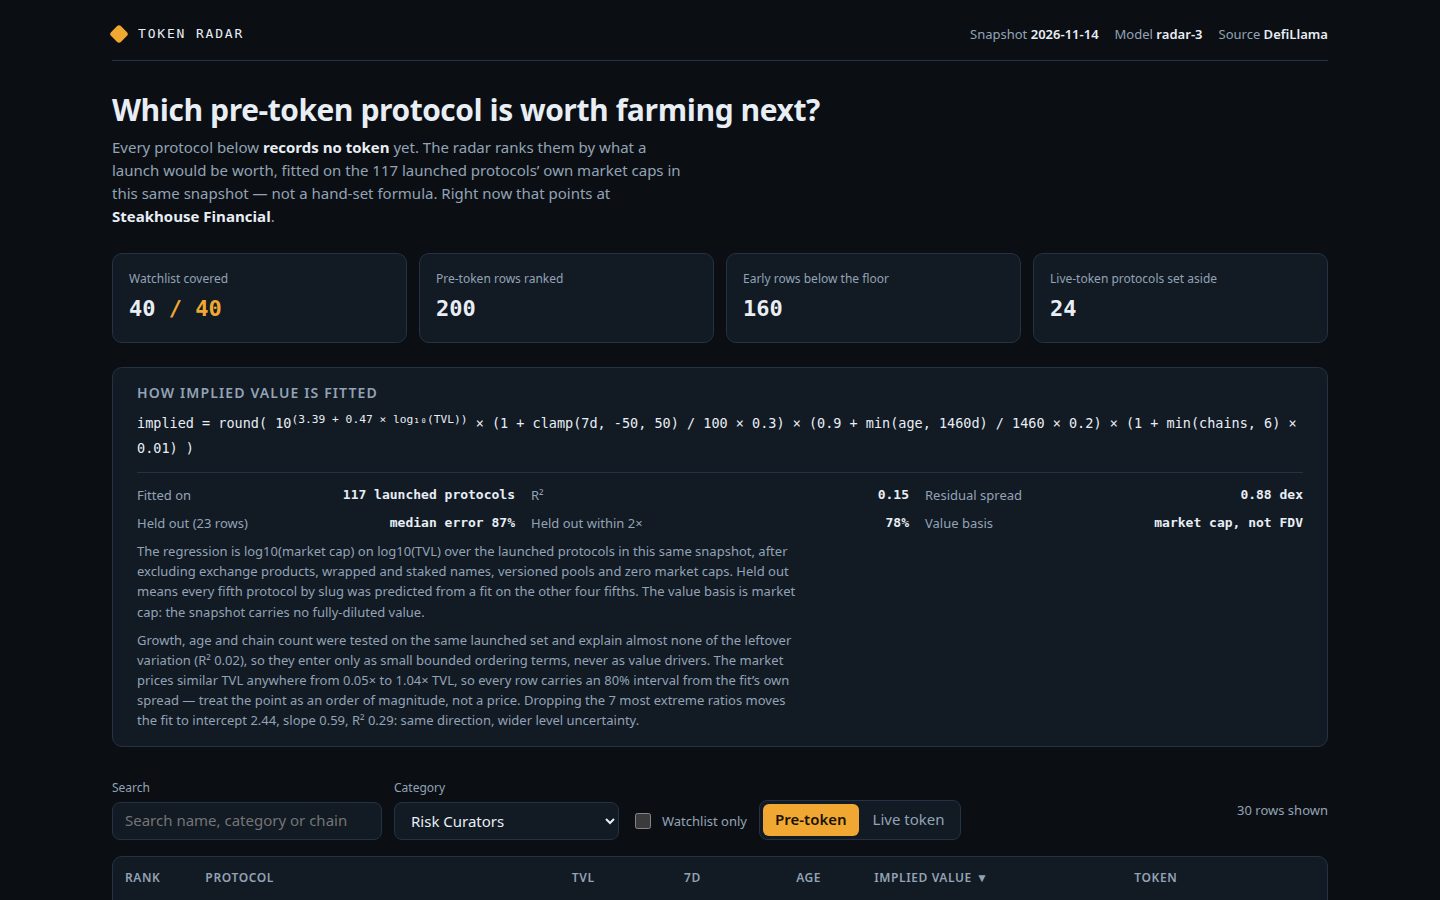 TOKEN RADAR
Snapshot 2026-11-14 Model radar-3 Source DefiLlama
Which pre-token protocol is worth farming next?
Every protocol below records no token yet. The radar ranks them by what a
launch would be worth, fitted on the 117 launched protocols’ own market caps in
this same snapshot — not a hand-set formula. Right now that points at
Steakhouse Financial.
Watchlist covered
40 / 40
Pre-token rows ranked
200
Early rows below the floor
160
Live-token protocols set aside
24
HOW IMPLIED VALUE IS FITTED
implied = round( 10^(3.39 + 0.47 × log₁₀(TVL)) × (1 + clamp(7d, -50, 50) / 100 × 0.3) × (0.9 + min(age, 1460d) / 1460 × 0.2) × (1 + min(chains, 6) ×
0.01) )
Fitted on 117 launched protocols R² 0.15 Residual spread 0.88 dex
Held out (23 rows) median error 87% Held out within 2× 78% Value basis market cap, not FDV
The regression is log10(market cap) on log10(TVL) over the launched protocols in this same snapshot, after
excluding exchange products, wrapped and staked names, versioned pools and zero market caps. Held out
means every fifth protocol by slug was predicted from a fit on the other four fifths. The value basis is market
cap: the snapshot carries no fully-diluted value.
Growth, age and chain count were tested on the same launched set and explain almost none of the leftover
variation (R² 0.02), so they enter only as small bounded ordering terms, never as value drivers. The market
prices similar TVL anywhere from 0.05× to 1.04× TVL, so every row carries an 80% interval from the fit’s own
spread — treat the point as an order of magnitude, not a price. Dropping the 7 most extreme ratios moves
the fit to intercept 2.44, slope 0.59, R² 0.29: same direction, wider level uncertainty.
Search
Category
Search name, category or chain
Risk Curators
Watchlist only
Pre-token
Live token
30 rows shown
RANK PROTOCOL TVL 7D AGE IMPLIED VALUE ▼ TOKEN